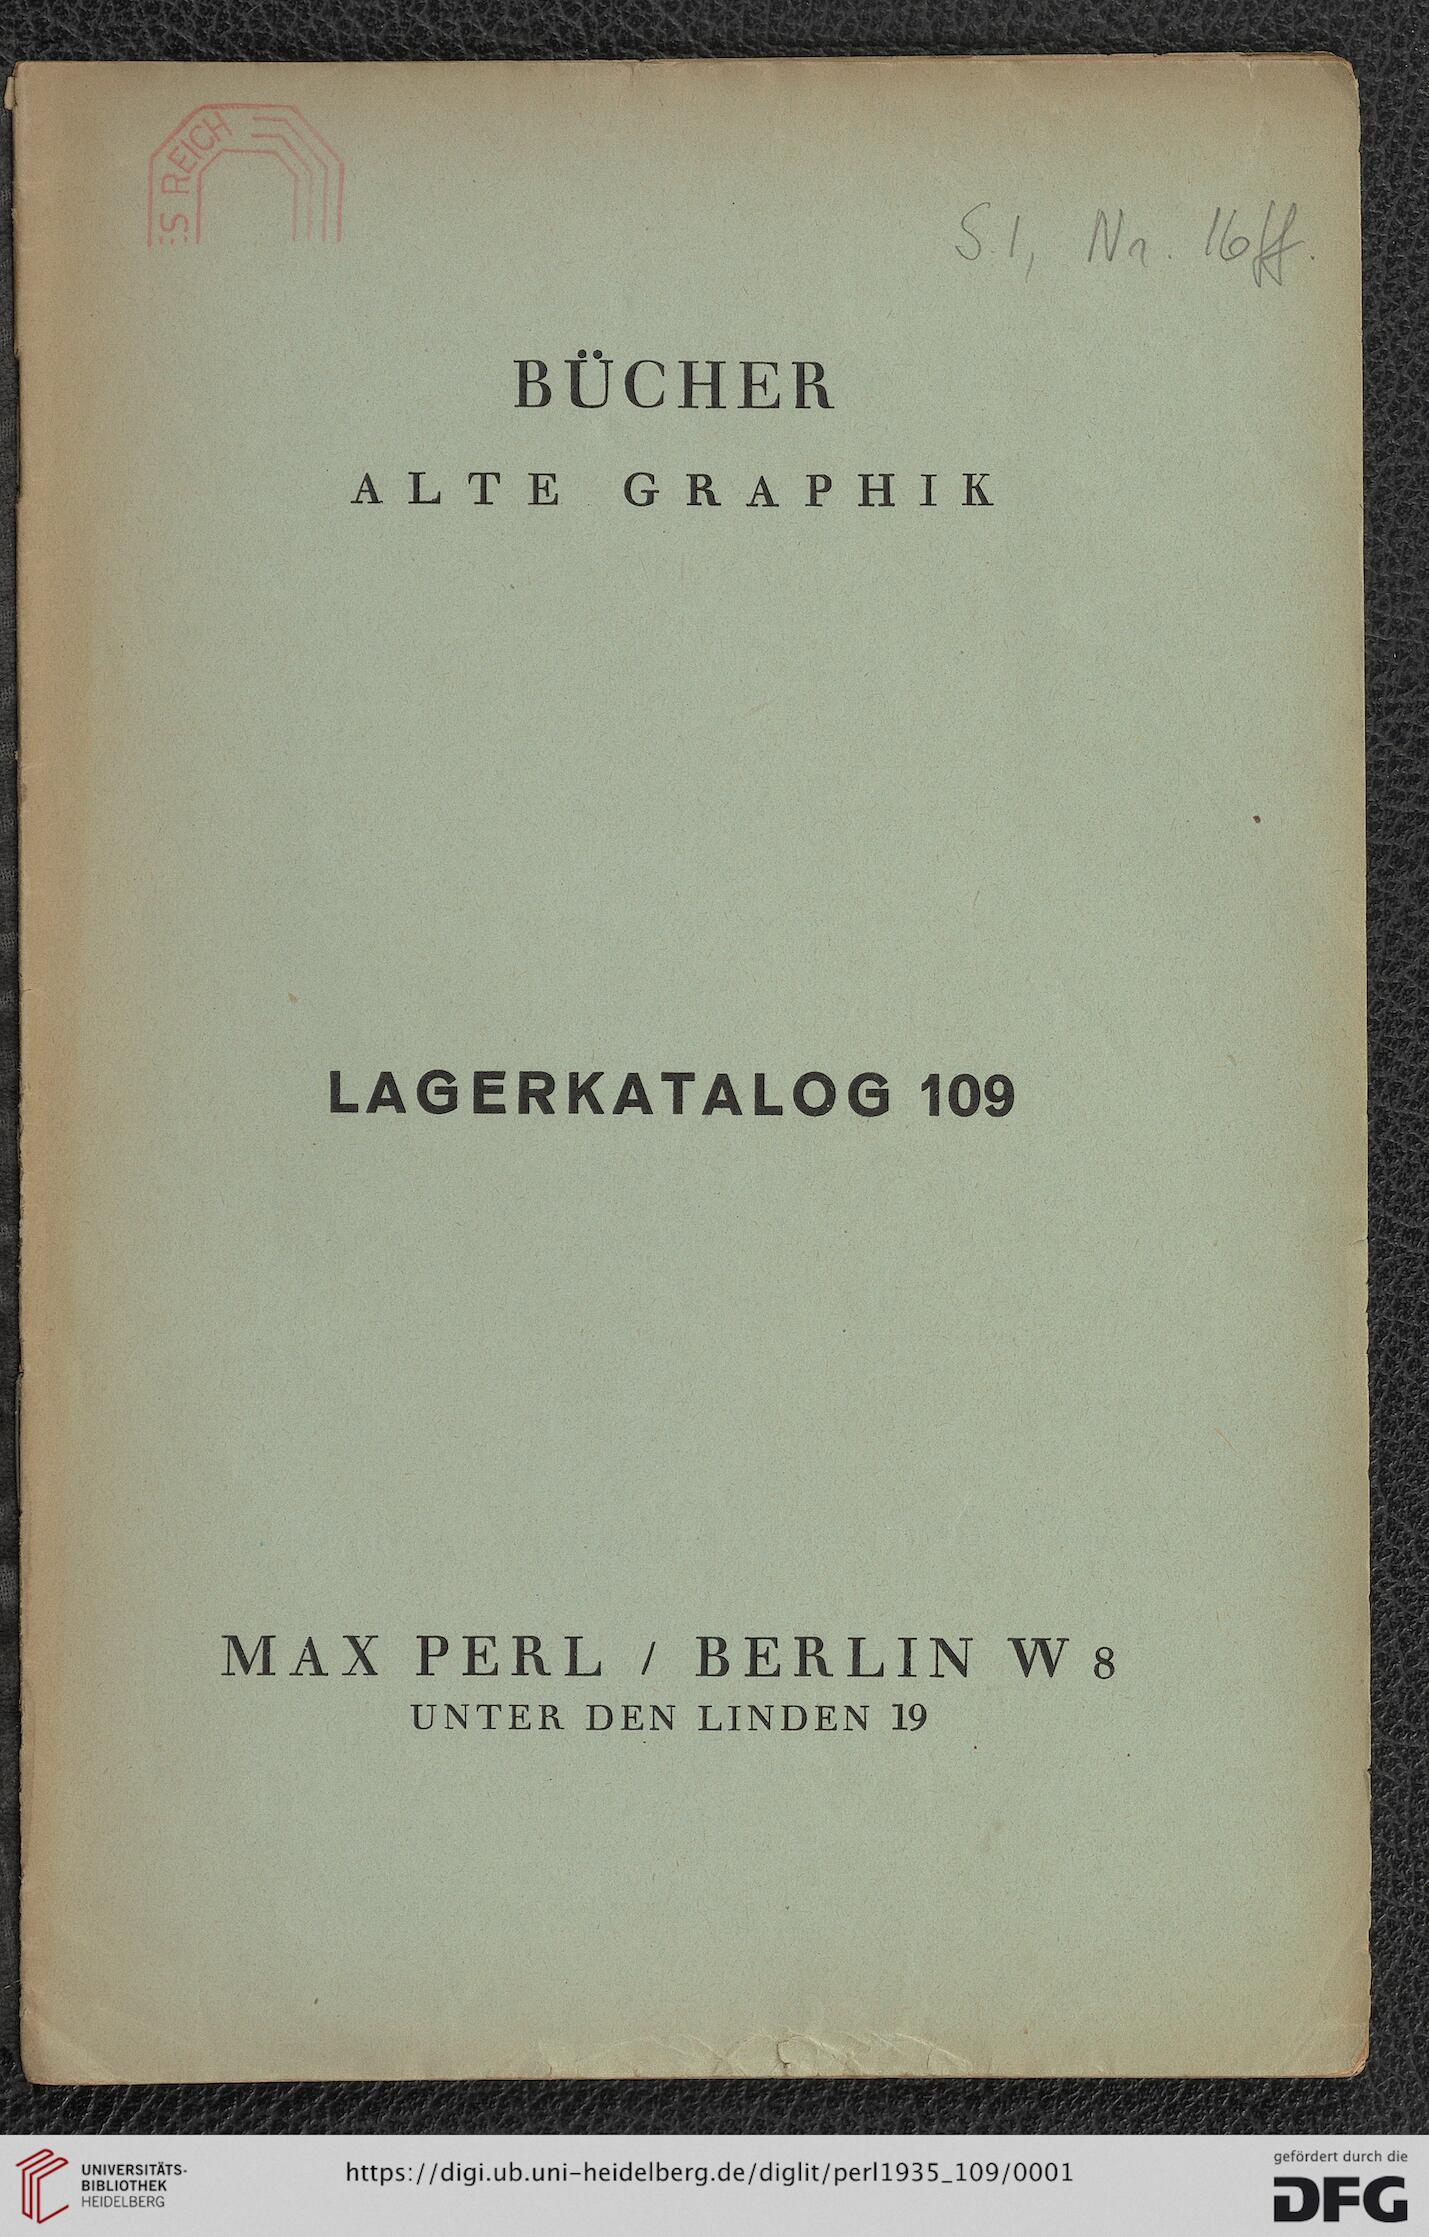 S REICH
S. 1, Nr. 16ff.
BÜCHER
ALTE GRAPHIK
LAGERKATALOG 109
MAX PERL / BERLIN W 8
UNTER DEN LINDEN 19
UNIVERSITÄTS-
BIBLIOTHEK
HEIDELBERG
https://digi.ub.uni-heidelberg.de/diglit/perl1935_109/0001
gefördert durch die
DFG